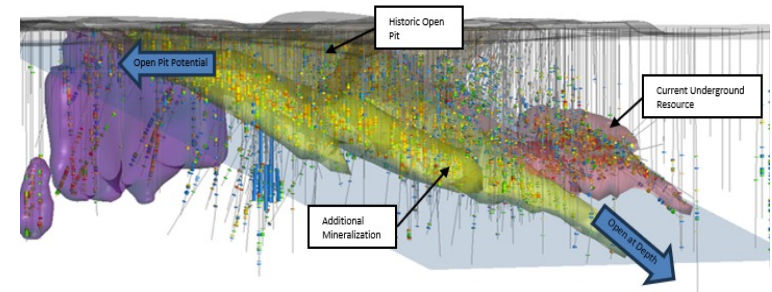 Historic Open
Pit
Open Pit Potential
Current Underground
Resource
Additional
Mineralization
Open at Depth